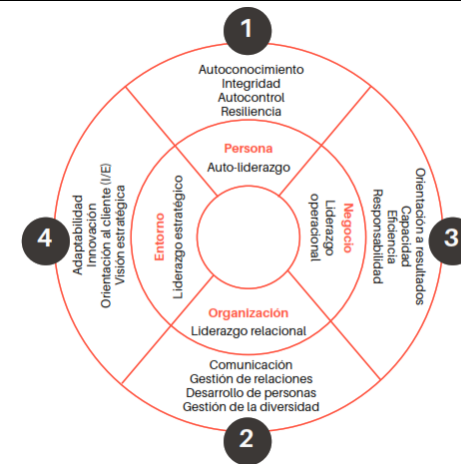 1
Autoconocimiento
Integridad
Autocontrol
Resiliencia
Persona
Auto-liderazgo
4
Adaptabilidad
Innovación
Orientación al cliente (I/E)
Visión estratégica
Entorno
Liderazgo estratégico
Negocio
Liderazgo
operacional
Orientación a resultados
Capacidad
Eficiencia
Responsabilidad
3
Organización
Liderazgo relacional
Comunicación
Gestión de relaciones
Desarrollo de personas
Gestión de la diversidad
2